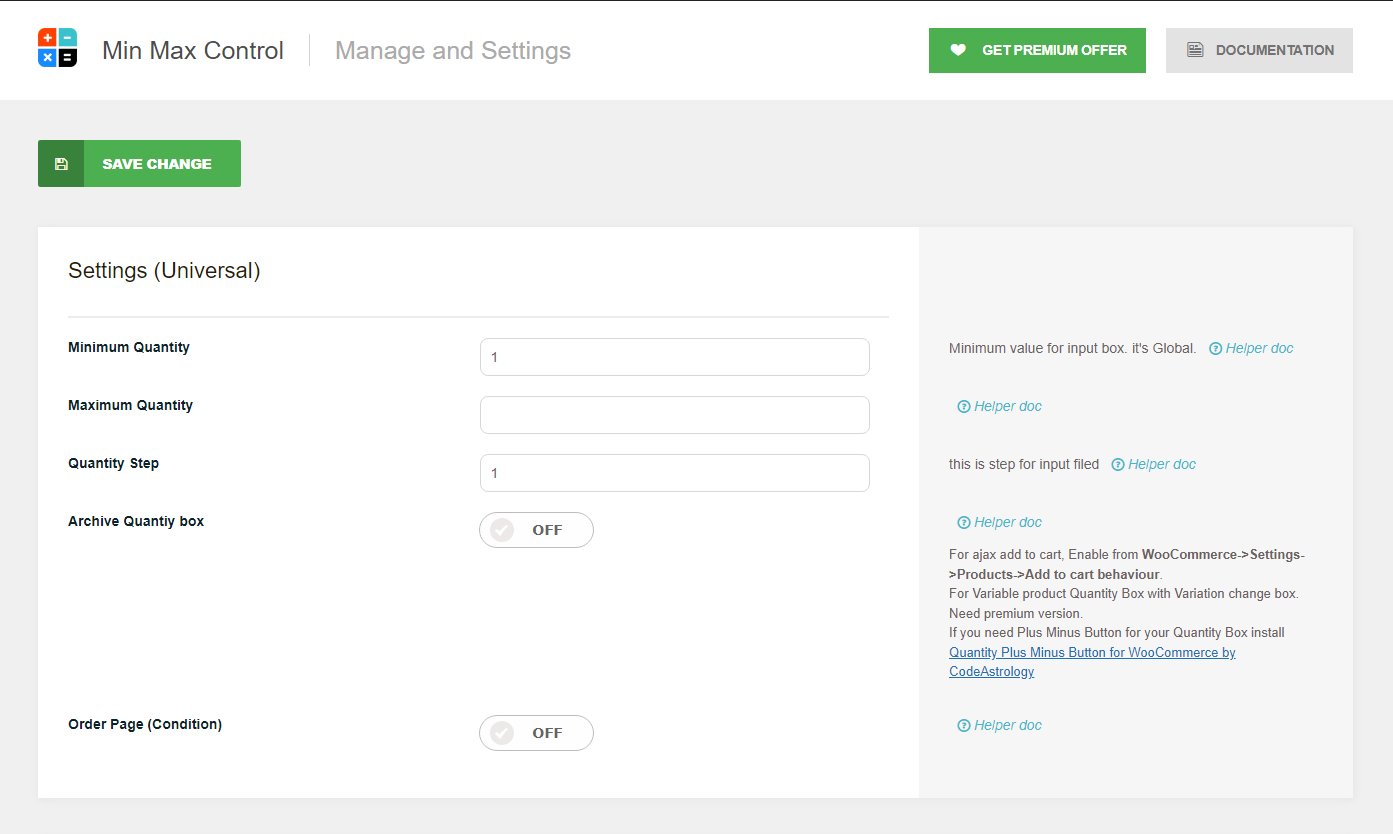 Min Max Control
Manage and Settings
GET PREMIUM OFFER
DOCUMENTATION
SAVE CHANGE
Settings (Universal)
Minimum Quantity
1
Minimum value for input box. it's Global.
Helper doc
Maximum Quantity
Helper doc
Quantity Step
1
this is step for input filed
Helper doc
Archive Quantiy box
OFF
Helper doc
For ajax add to cart, Enable from WooCommerce->Settings-
>Products->Add to cart behaviour.
For Variable product Quantity Box with Variation change box.
Need premium version.
If you need Plus Minus Button for your Quantity Box install
Quantity Plus Minus Button for WooCommerce by
CodeAstrology
Order Page (Condition)
OFF
Helper doc